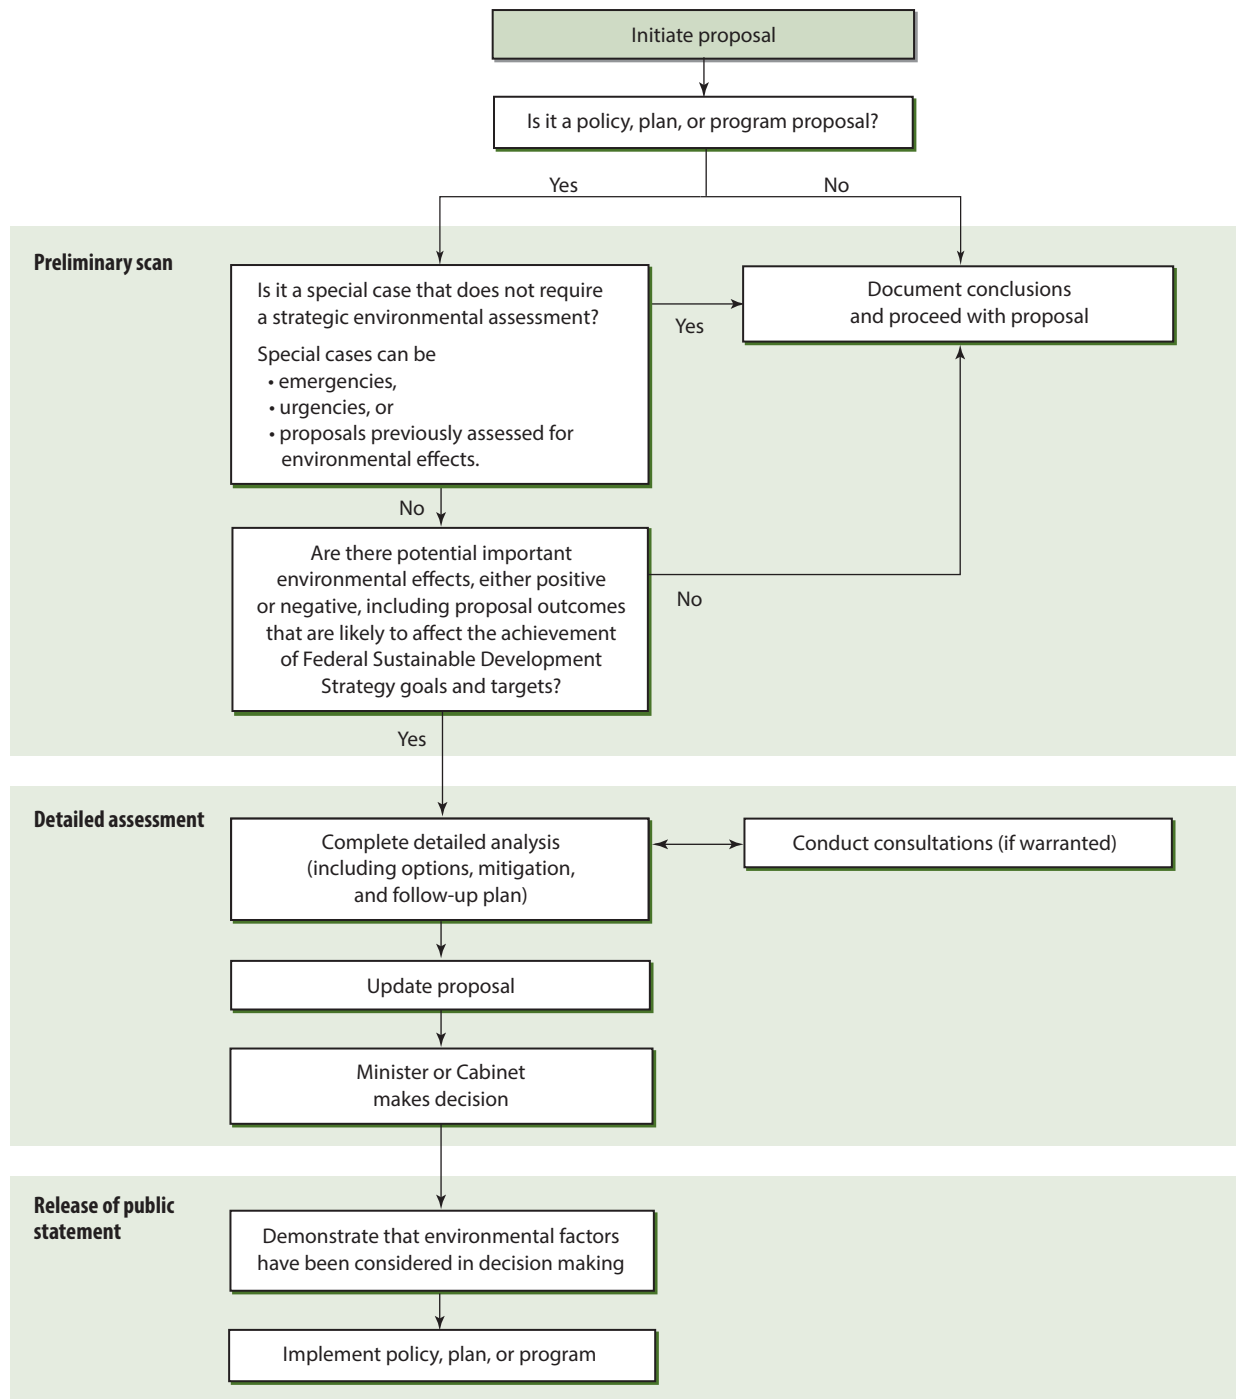 Initiate proposal
Is it a policy, plan, or program proposal?
Yes
No
Preliminary scan
Is it a special case that does not require
a strategic environmental assessment?
Special cases can be
• emergencies,
• urgencies, or
• proposals previously assessed for
environmental effects.
Yes
Document conclusions
and proceed with proposal
No
Are there potential important
environmental effects, either positive
or negative, including proposal outcomes
that are likely to affect the achievement
of Federal Sustainable Development
Strategy goals and targets?
No
Yes
Detailed assessment
Complete detailed analysis
(including options, mitigation,
and follow-up plan)
Conduct consultations (if warranted)
Update proposal
Minister or Cabinet
makes decision
Release of public
statement
Demonstrate that environmental factors
have been considered in decision making
Implement policy, plan, or program